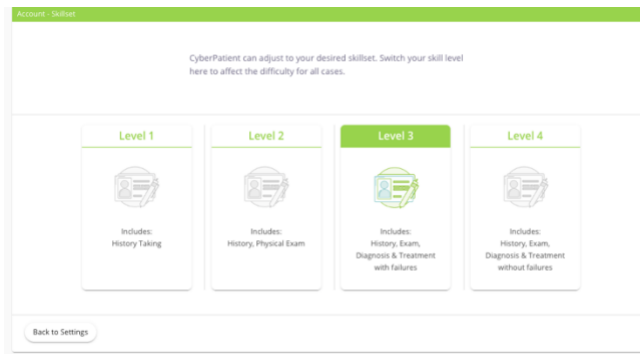 Account - Skillset
CyberPatient can adjust to your desired skillset. Switch your skill level
here to affect the difficulty for all cases.
Level 1
Includes:
History Taking
Level 2
Includes:
History, Physical Exam
Level 3
Includes:
History, Exam,
Diagnosis & Treatment
with failures
Level 4
Includes:
History, Exam,
Diagnosis & Treatment
without failures
Back to Settings